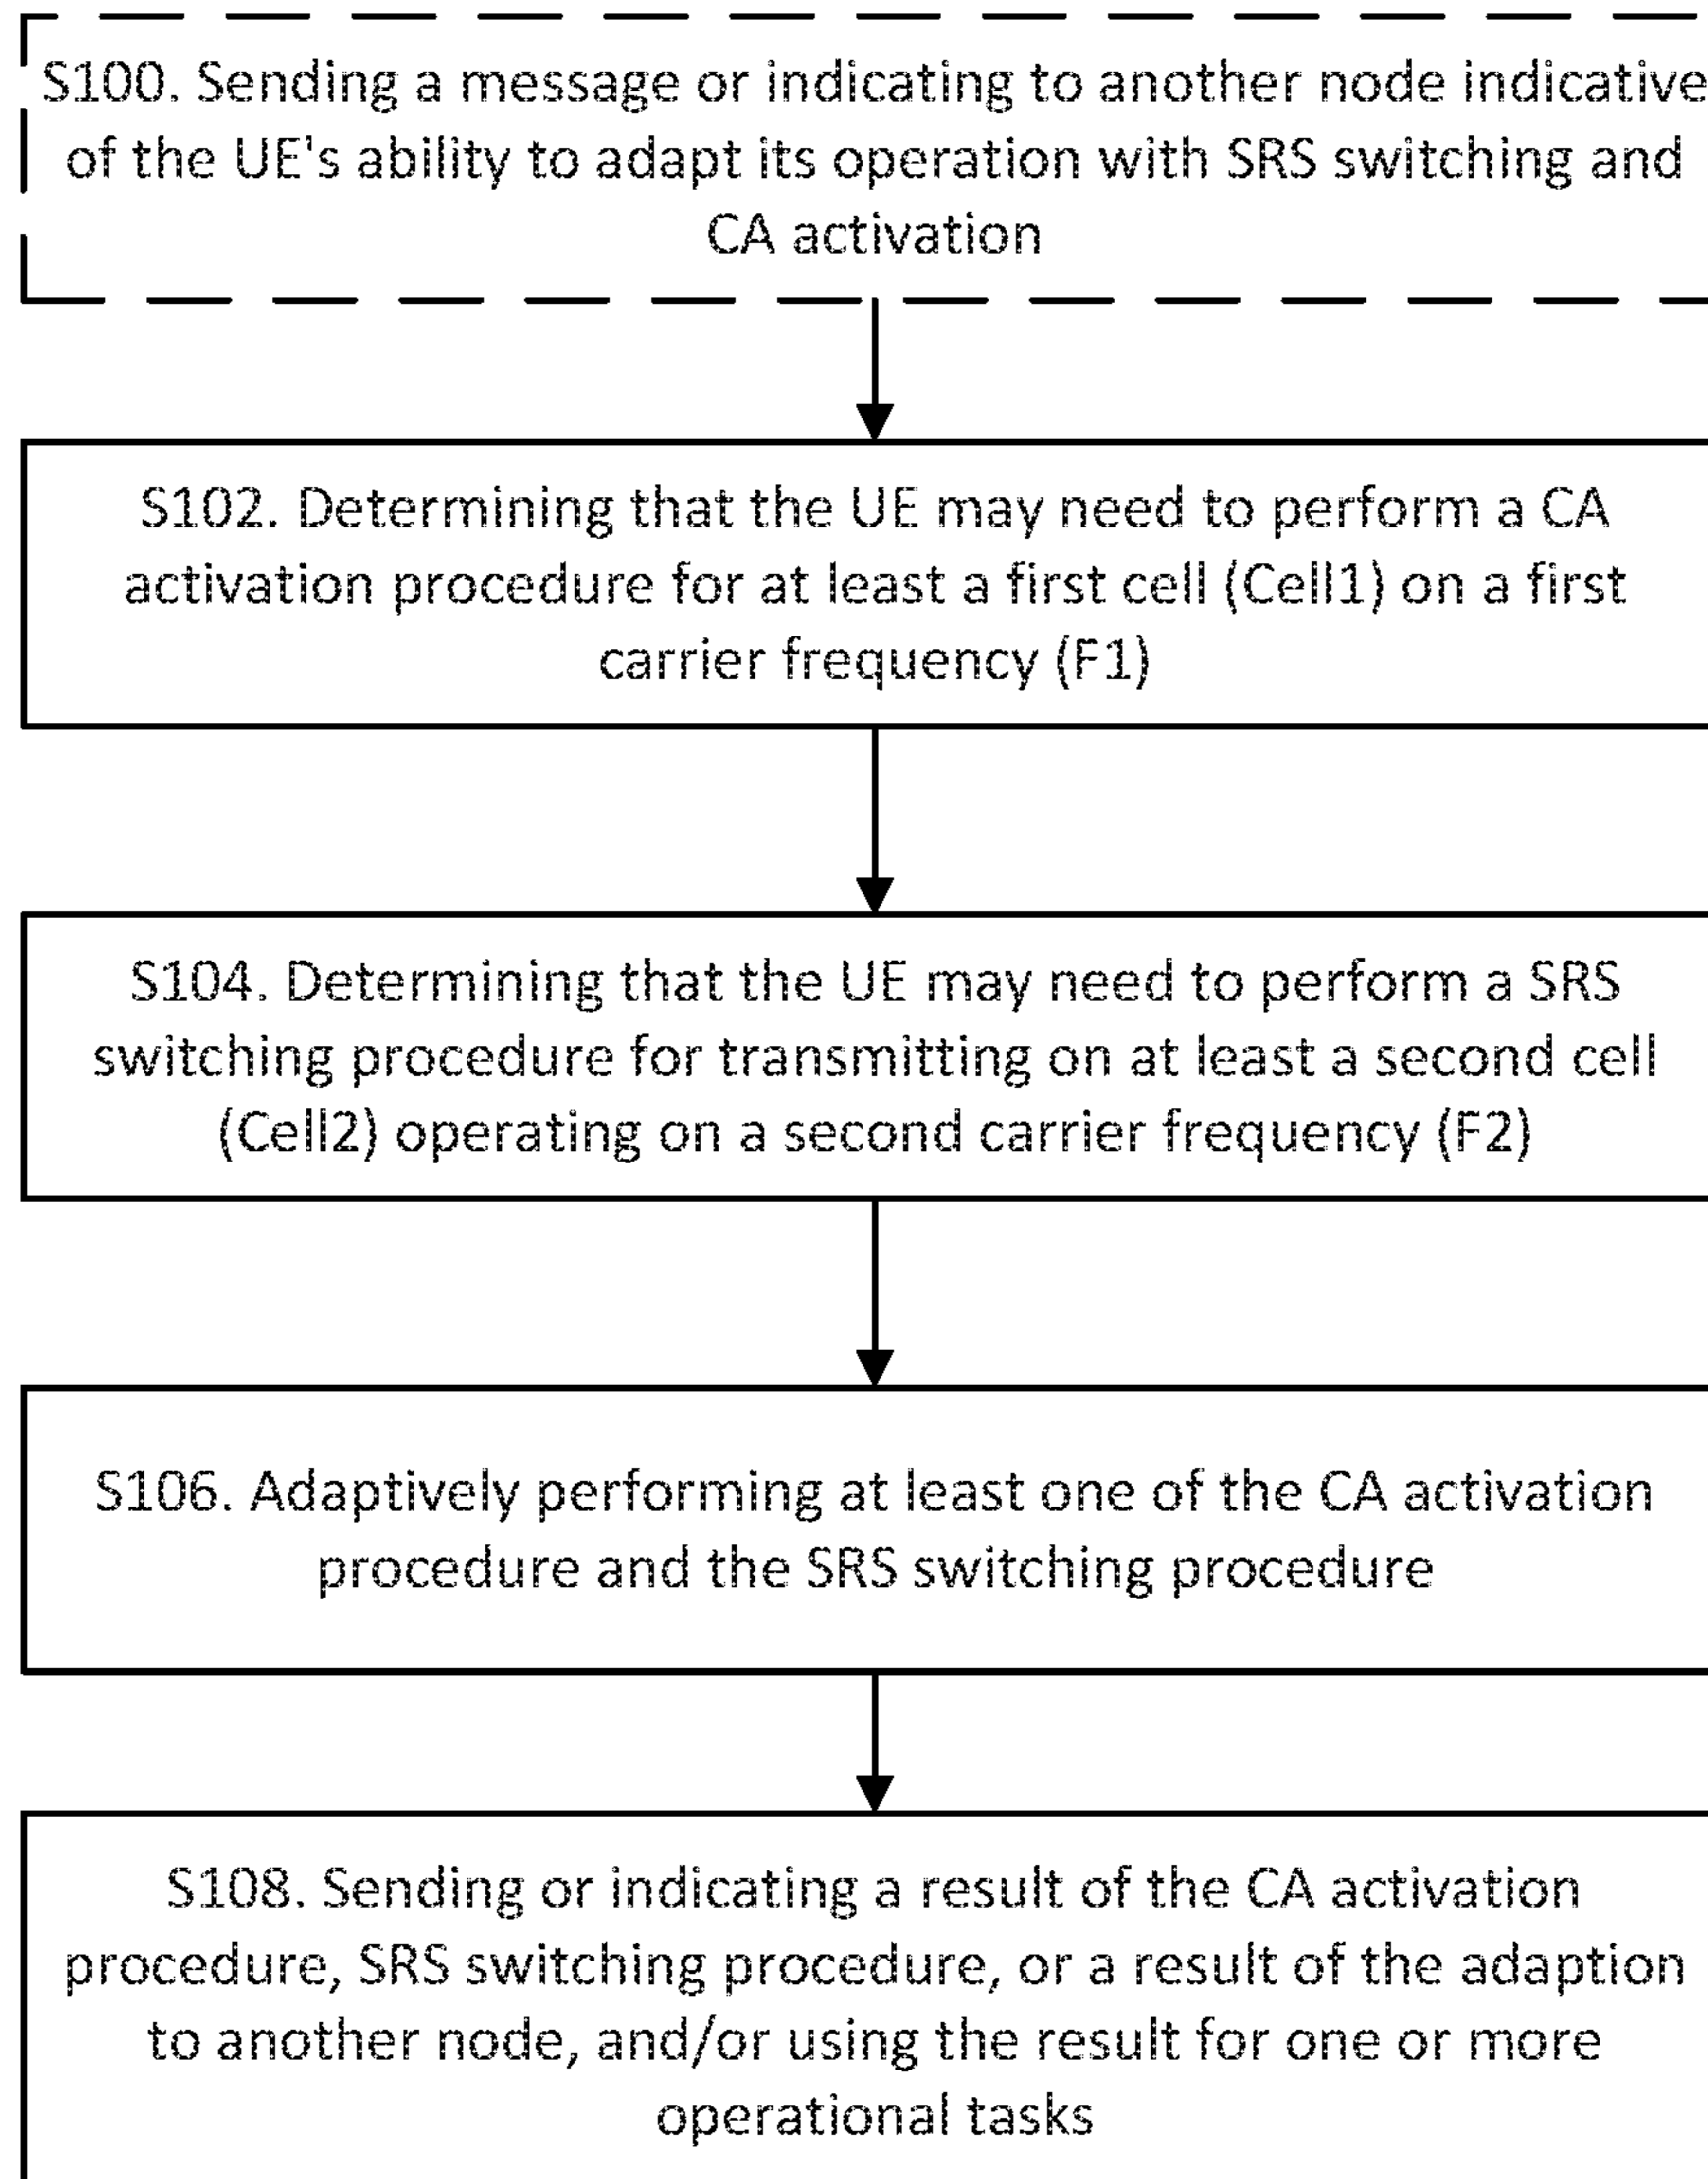 S100. Sending a message or indicating to another node indicative
of the UE's ability to adapt its operation with SRS switching and
CA activation
S102. Determining that the UE may need to perform a CA
activation procedure for at least a first cell (Cell1) on a first
carrier frequency (F1)
S104. Determining that the UE may need to perform a SRS
switching procedure for transmitting on at least a second cell
(Cell2) operating on a second carrier frequency (F2)
S106. Adaptively performing at least one of the CA activation
procedure and the SRS switching procedure
S108. Sending or indicating a result of the CA activation
procedure, SRS switching procedure, or a result of the adaption
to another node, and/or using the result for one or more
operational tasks